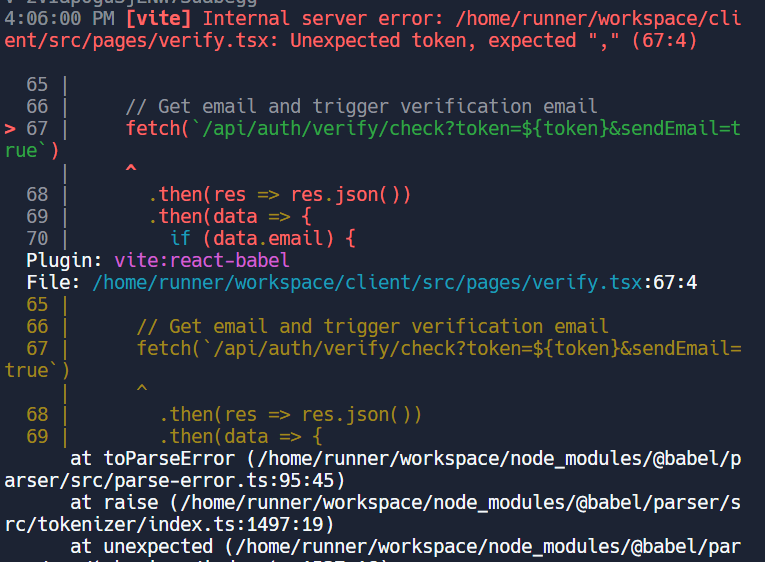 4:06:00 PM [vite] Internal server error: /home/runner/workspace/cli
ent/src/pages/verify.tsx: Unexpected token, expected "," (67:4)
65 |
66 |     // Get email and trigger verification email
> 67 |     fetch(`/api/auth/verify/check?token=${token}&sendEmail=t
rue`)
|     ^
68 |       .then(res => res.json())
69 |       .then(data => {
70 |         if (data.email) {
Plugin: vite:react-babel
File: /home/runner/workspace/client/src/pages/verify.tsx:67:4
65 |
66 |      // Get email and trigger verification email
67 |      fetch(`/api/auth/verify/check?token=${token}&sendEmail=
true`)
|      ^
68 |        .then(res => res.json())
69 |        .then(data => {
at toParseError (/home/runner/workspace/node_modules/@babel/p
arser/src/parse-error.ts:95:45)
at raise (/home/runner/workspace/node_modules/@babel/parser/s
rc/tokenizer/index.ts:1497:19)
at unexpected (/home/runner/workspace/node_modules/@babel/par